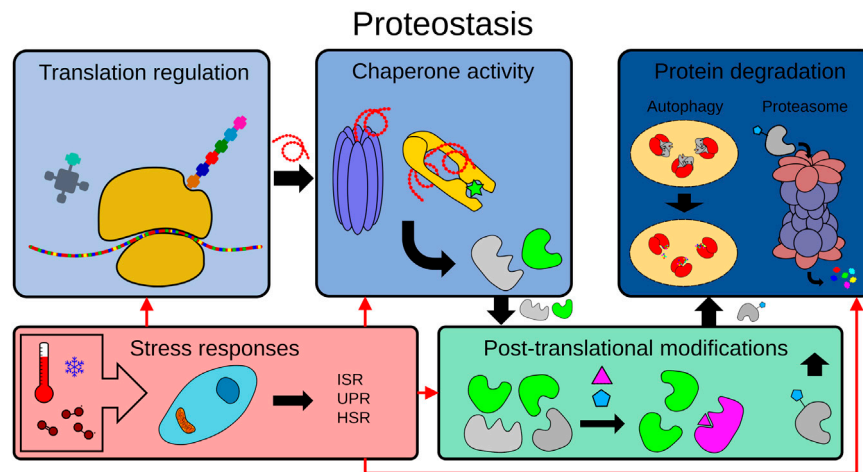 Proteostasis
Translation regulation
Chaperone activity
Protein degradation
Autophagy
Proteasome
Stress responses
ISR
UPR
HSR
Post-translational modifications